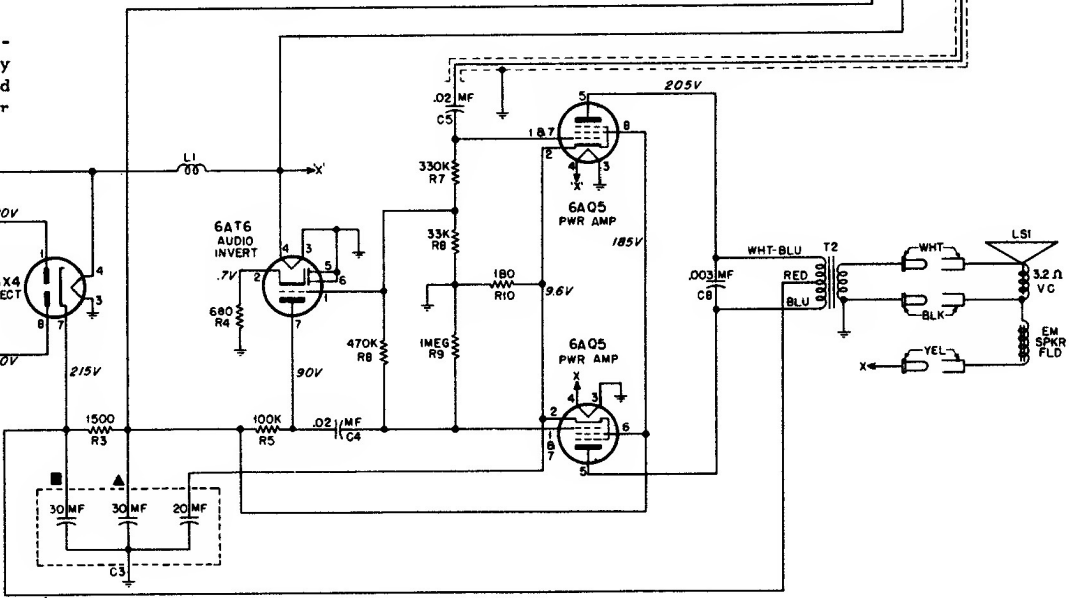 -
y
d
r
205V
.02 MF
C5
5
1 & 7
8
2
4
3
'X'
L1
'X'
330K
R7
6AQ5
PWR AMP
0V
6AT6
AUDIO
INVERT
4
3
33K
R8
185V
LS1
WHT-BLU
T2
WHT
1
4
.7V
2
5
6
1
180
R10
9.6V
.003 MF
C8
RED
3.2 Ω
VC
X4
ECT
3
680
R4
7
BLU
BLK
8
7
470K
R8
1MEG
R9
6AQ5
PWR AMP
EM
SPKR
FLD
0V
215V
90V
X
4
3
YEL
X
1500
R3
100K
R5
.02 MF
C4
2
1
&
7
6
5
30 MF
30 MF
20 MF
C3